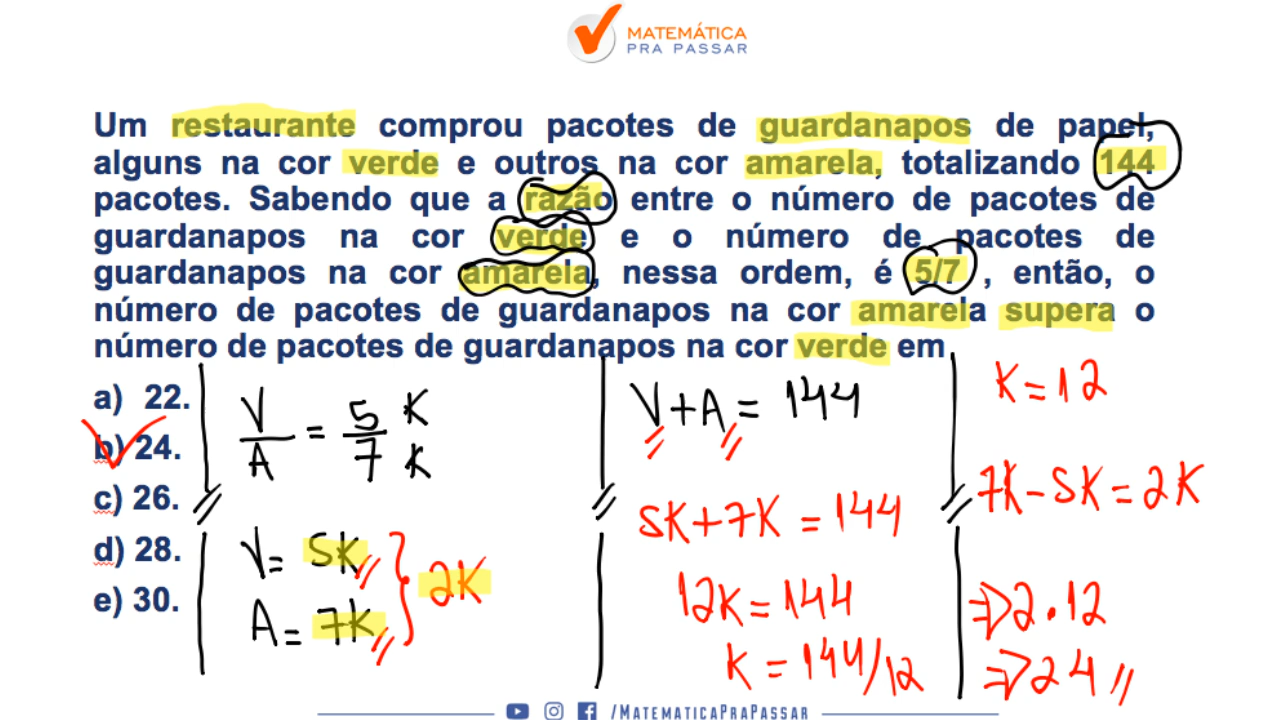 MATEMÁTICA
PRA PASSAR
Um restaurante comprou pacotes de guardanapos de papel,
alguns na cor verde e outros na cor amarela, totalizando 144
pacotes. Sabendo que a razão entre o número de pacotes de
guardanapos na cor verde e o número de pacotes de
guardanapos na cor amarela, nessa ordem, é 5/7 , então, o
número de pacotes de guardanapos na cor amarela supera o
número de pacotes de guardanapos na cor verde em
a) 22.
b) 24.
c) 26.
d) 28.
e) 30.
V/A = 5K/7K
V = 5K
A = 7K
2K
V+A = 144
5K+7K = 144
12K = 144
K = 144/12
K = 12
7K-5K = 2K
⇒ 2.12
⇒ 24
/MATEMATICAPRAPASSAR